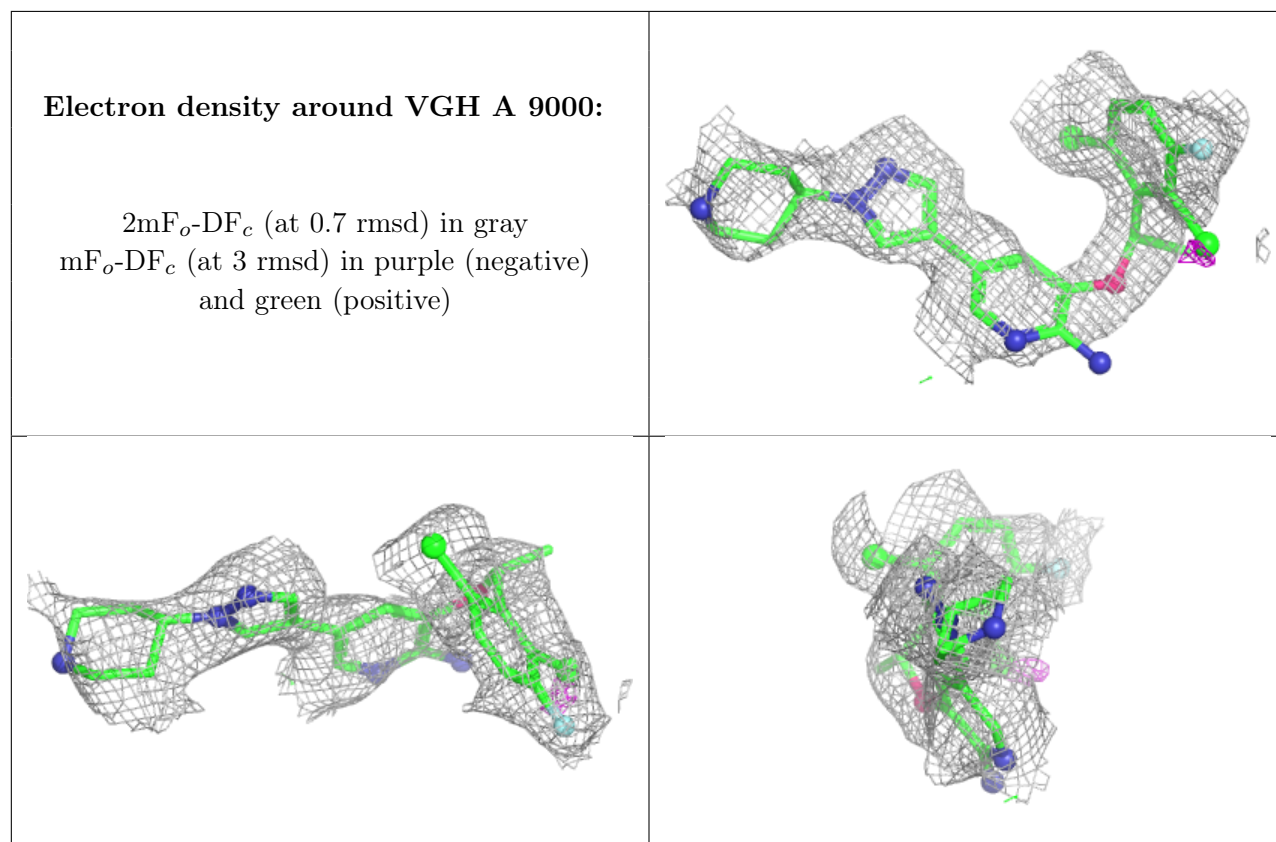 Electron density around VGH A 9000:
2mFo-DFc (at 0.7 rmsd) in gray
mFo-DFc (at 3 rmsd) in purple (negative)
and green (positive)